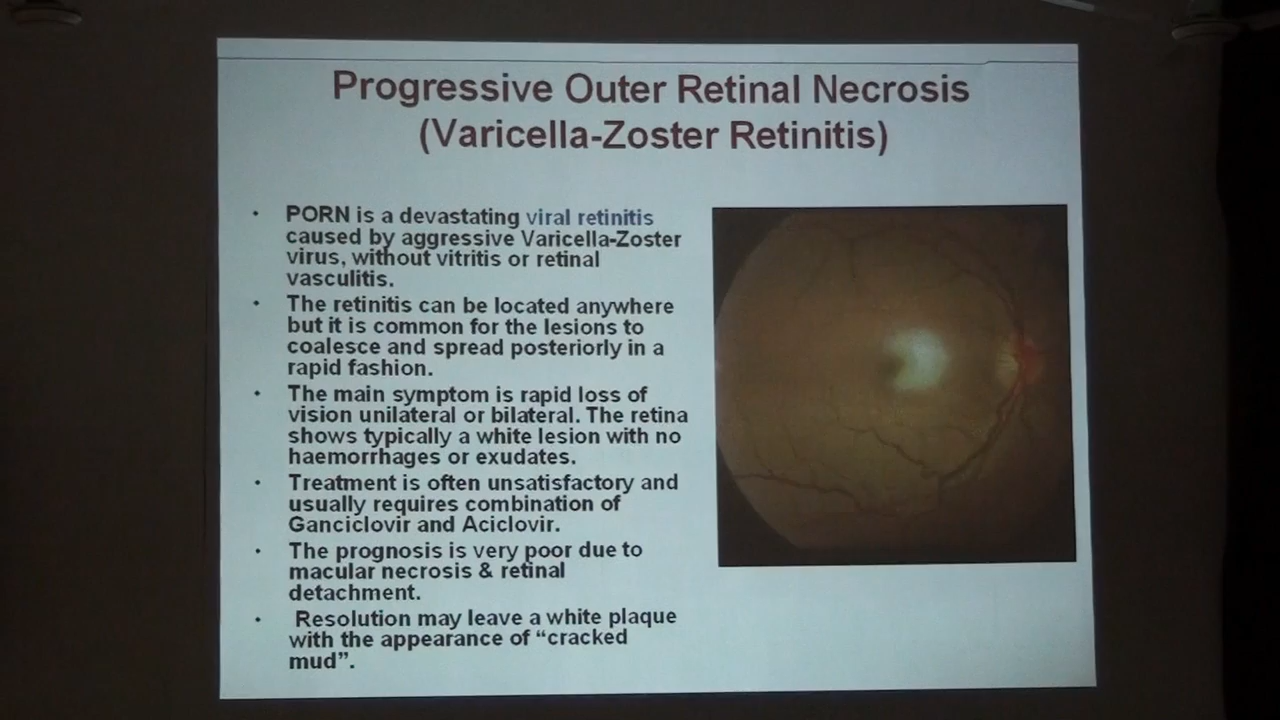 Progressive Outer Retinal Necrosis
(Varicella-Zoster Retinitis)
• PORN is a devastating viral retinitis
caused by aggressive Varicella-Zoster
virus, without vitritis or retinal
vasculitis.
• The retinitis can be located anywhere
but it is common for the lesions to
coalesce and spread posteriorly in a
rapid fashion.
• The main symptom is rapid loss of
vision unilateral or bilateral. The retina
shows typically a white lesion with no
haemorrhages or exudates.
• Treatment is often unsatisfactory and
usually requires combination of
Ganciclovir and Aciclovir.
• The prognosis is very poor due to
macular necrosis & retinal
detachment.
• Resolution may leave a white plaque
with the appearance of “cracked
mud”.